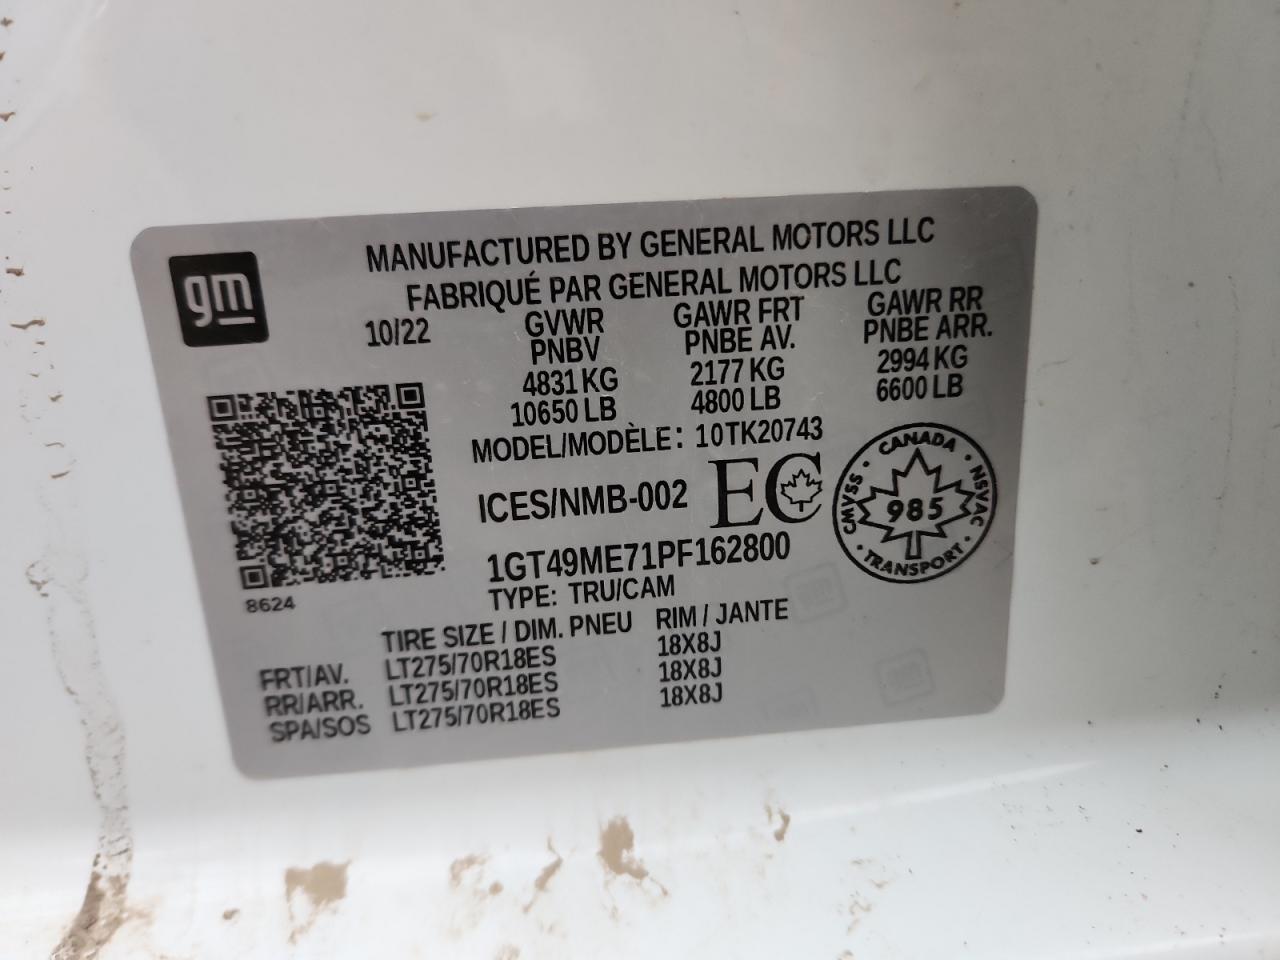 gm
MANUFACTURED BY GENERAL MOTORS LLC
FABRIQUÉ PAR GENERAL MOTORS LLC
10/22 GVWR GAWR FRT GAWR RR
PNBV PNBE AV. PNBE ARR.
4831 KG 2177 KG 2994 KG
10650 LB 4800 LB 6600 LB
MODEL/MODÈLE: 10TK20743
ICES/NMB-002 EC
CANADA
CMVSS 985 NSVAC
TRANSPORT
1GT49ME71PF162800
8624
TYPE: TRU/CAM
TIRE SIZE / DIM. PNEU RIM / JANTE
FRT/AV. LT275/70R18ES 18X8J
RR/ARR. LT275/70R18ES 18X8J
SPA/SOS LT275/70R18ES 18X8J